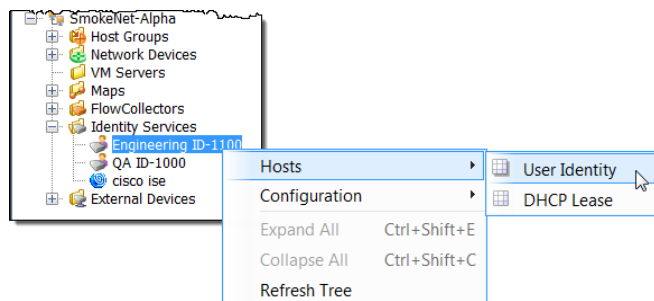 SmokeNet-Alpha
Host Groups
Network Devices
VM Servers
Maps
FlowCollectors
Identity Services
Engineering ID-1100
QA ID-1000
cisco ise
External Devices
Hosts
Configuration
Expand All Ctrl+Shift+E
Collapse All Ctrl+Shift+C
Refresh Tree
User Identity
DHCP Lease